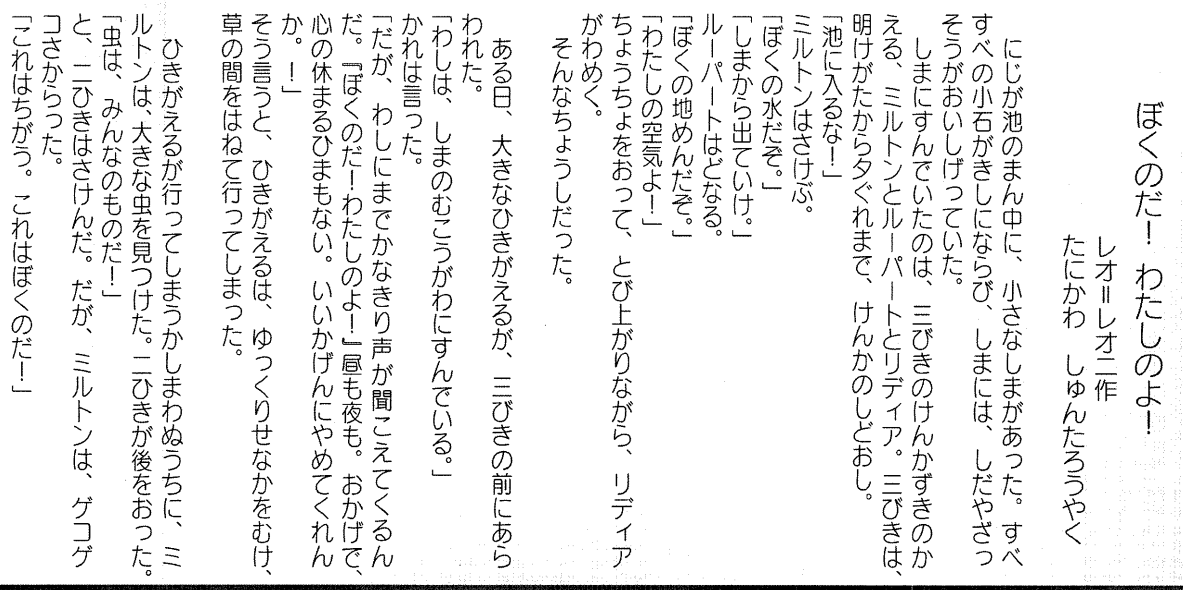 ぼくのだ! わたしのよ!
レオ=レオニ作
たにかわ しゅんたろうやく
にじが池のまん中に、小さなしまがあった。すべ
すべの小石がきしにならび、しまには、しだやざっ
そうがおいしげっていた。
しまにすんでいたのは、三びきのけんかずきのか
える、ミルトンとルーパートとリディア。三びきは、
明けがたから夕ぐれまで、けんかのしどおし。
「池に入るな!」
ミルトンはさけぶ。
「ぼくの水だぞ。」
「しまから出ていけ。」
ルーパートはどなる。
「ぼくの地めんだぞ。」
「わたしの空気よ!」
ちょうちょをおって、とび上がりながら、リディア
がわめく。
そんなちょうしだった。
ある日、大きなひきがえるが、三びきの前にあら
われた。
「わしは、しまのむこうがわにすんでいる。」
かれは言った。
「だが、わしにまでかなきり声が聞こえてくるん
だ。『ぼくのだ!わたしのよ!』昼も夜も。おかげで、
心の休まるひまもない。いいかげんにやめてくれん
か。!」
そう言うと、ひきがえるは、ゆっくりせなかをむけ、
草の間をはねて行ってしまった。
ひきがえるが行ってしまうかしまわぬうちに、ミ
ルトンは、大きな虫を見つけた。二ひきが後をおった。
「虫は、みんなのものだ!」
と、二ひきはさけんだ。だが、ミルトンは、ゲコゲ
コさからった。
「これはちがう。これはぼくのだ!」